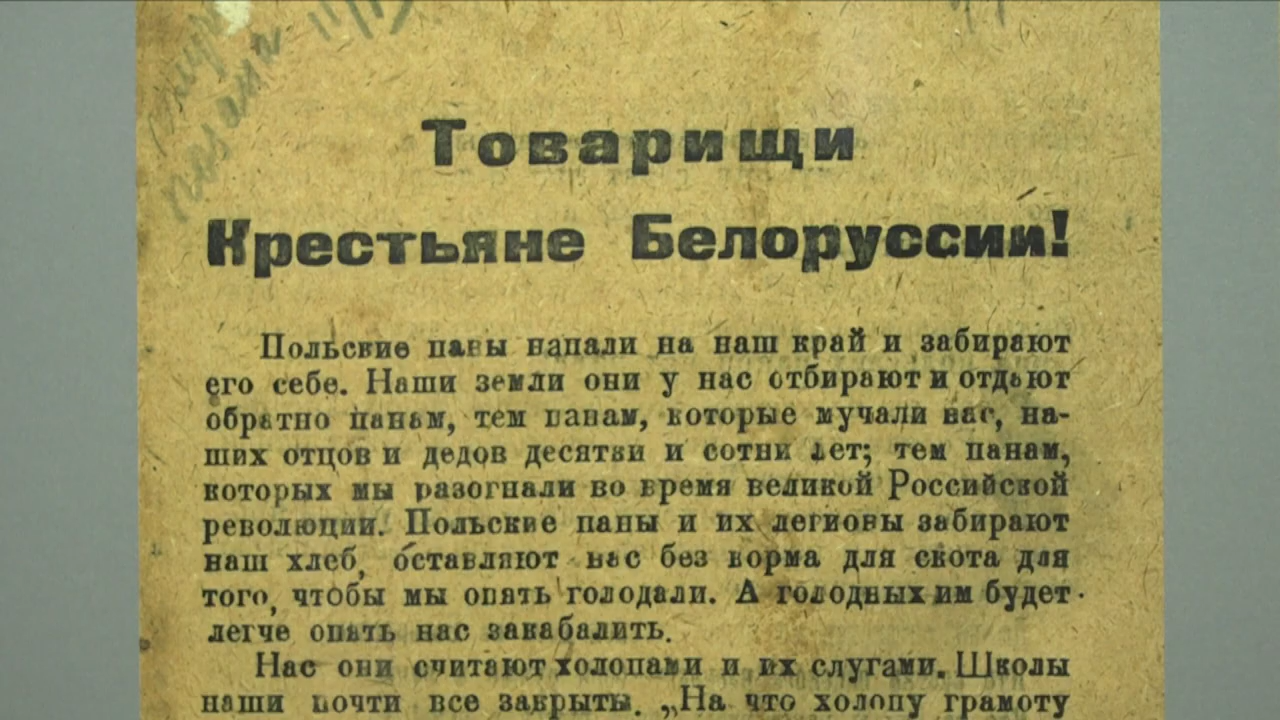 Товарищи
Крестьяне Белоруссии!
Польские паны напали на наш край и забирают
его себе. Наши земли они у нас отбирают и отдают
обратно панам, тем панам, которые мучали нас, на-
ших отцов и дедов десятки и сотни лет; тем панам,
которых мы разогнали во время великой Российской
революции. Польские паны и их легионы забирают
наш хлеб, оставляют нас без корма для скота для
того, чтобы мы опять голодали. А голодных им будет
легче опять нас закабалить.
Нас они считают холопами и их слугами. Школы
наши почти все закрыты. „На что холопу грамоту